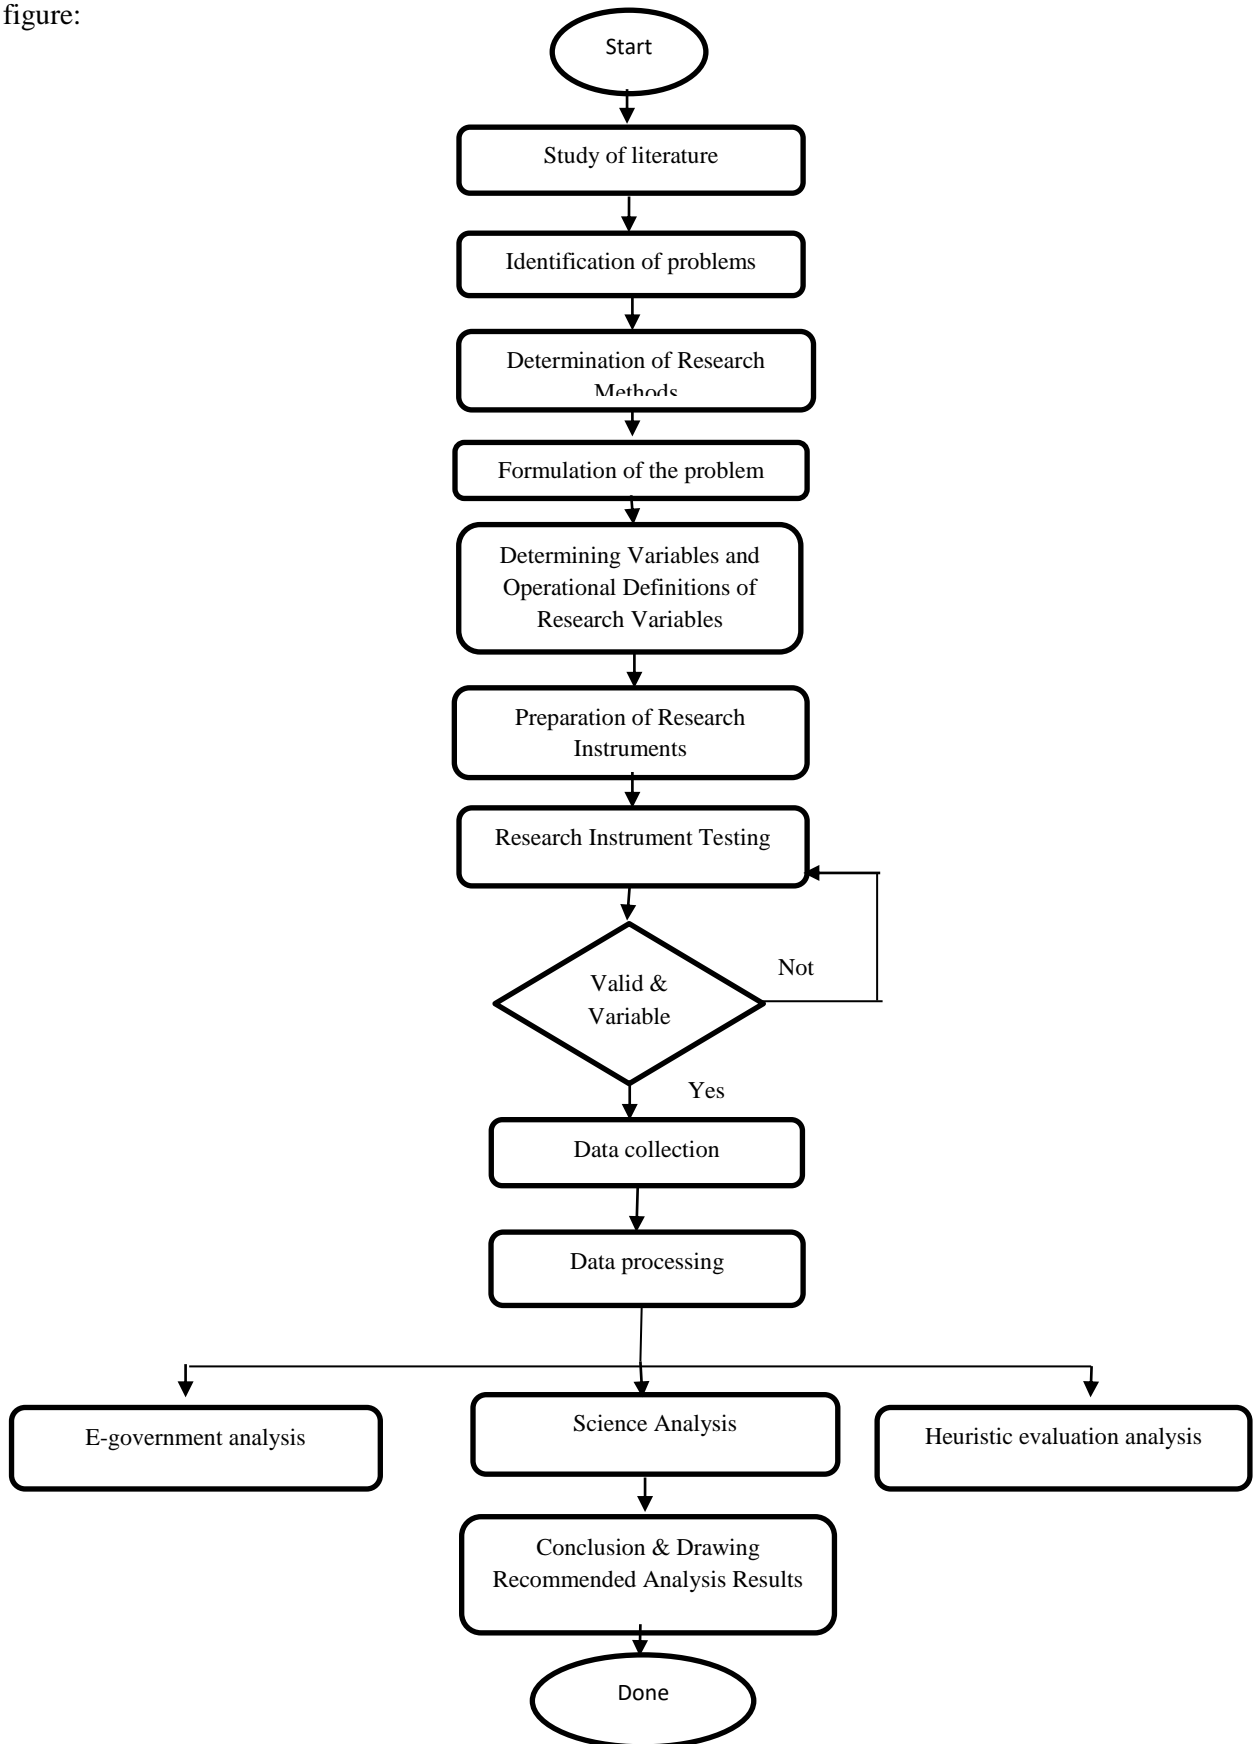 figure:
Start
Study of literature
Identification of problems
Determination of Research
Methods
Formulation of the problem
Determining Variables and
Operational Definitions of
Research Variables
Preparation of Research
Instruments
Research Instrument Testing
Not
Valid &
Variable
Yes
Data collection
Data processing
E-government analysis
Science Analysis
Heuristic evaluation analysis
Conclusion & Drawing
Recommended Analysis Results
Done